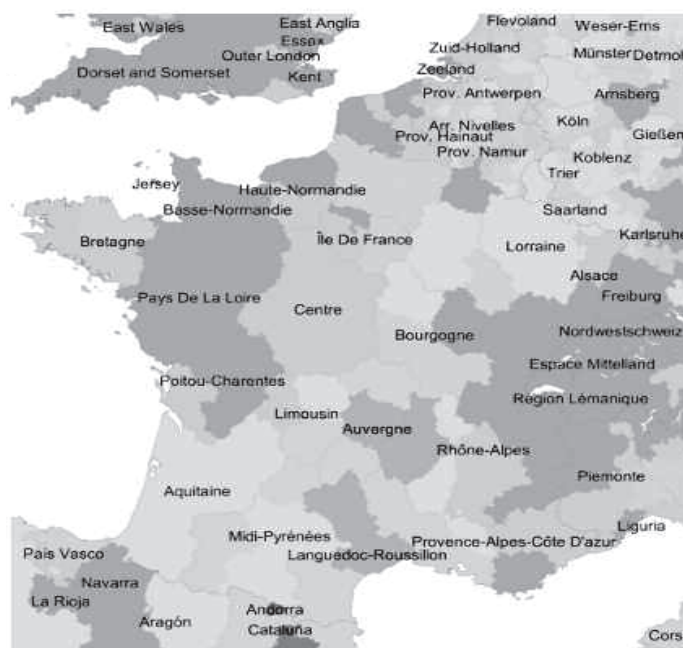 Flevoland
East Anglia
East Wales
Weser-Ems
Essex
Zuid-Holland
Outer London
Münster
Detmol
Dorset and Somerset
Zeeland
Kent
Prov. Antwerpen
Arnsberg
Arr. Nivelles
Köln
Prov. Hainaut
Gießen
Prov. Namur
Koblenz
Trier
Jersey
Haute-Normandie
Basse-Normandie
Saarland
Karlsruhe
Bretagne
Île De France
Lorraine
Alsace
Pays De La Loire
Freiburg
Centre
Bourgogne
Nordwestschweiz
Espace Mittelland
Poitou-Charentes
Région Lémanique
Limousin
Auvergne
Rhône-Alpes
Piemonte
Aquitaine
Liguria
Midi-Pyrénées
Provence-Alpes-Côte D'azur
País Vasco
Languedoc-Roussillon
Navarra
La Rioja
Andorra
Aragón
Cataluña
Cors